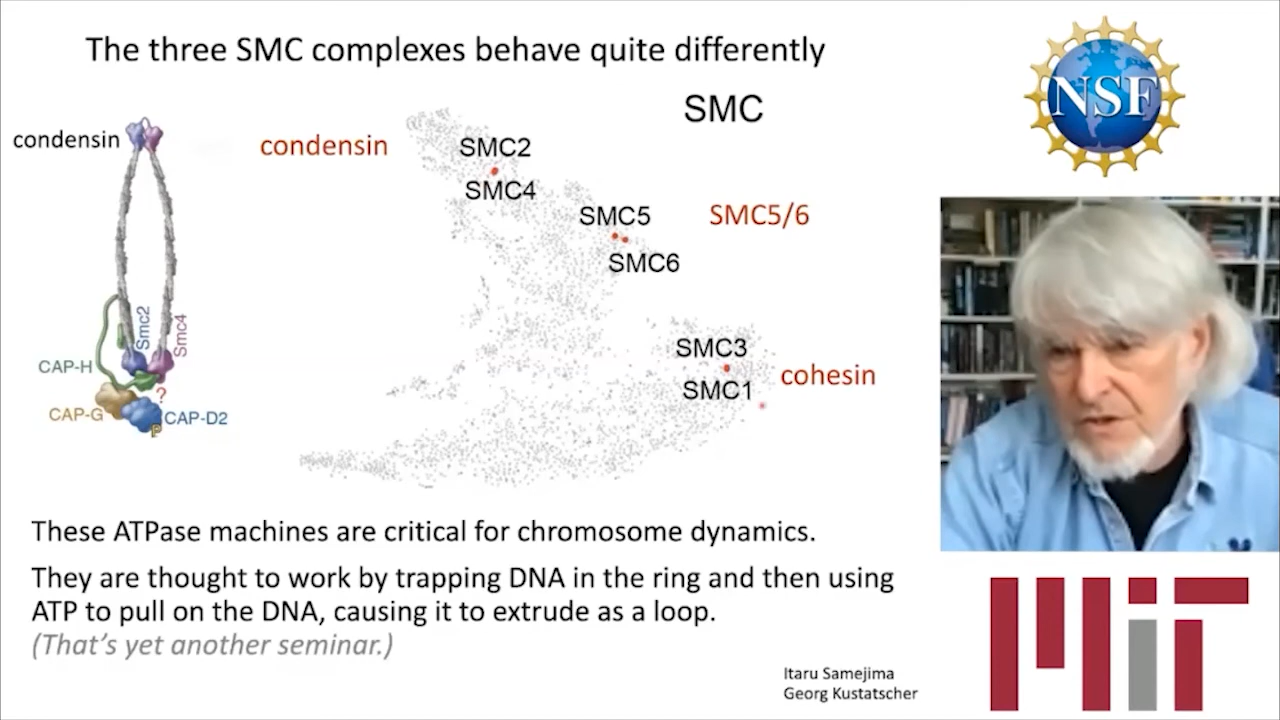 The three SMC complexes behave quite differently
SMC
condensin
condensin
SMC2
SMC4
SMC5
SMC5/6
SMC6
SMC3
cohesin
SMC1
Smc2
Smc4
CAP-H
?
CAP-G
CAP-D2
P
These ATPase machines are critical for chromosome dynamics.
They are thought to work by trapping DNA in the ring and then using
ATP to pull on the DNA, causing it to extrude as a loop.
(That's yet another seminar.)
Itaru Samejima
Georg Kustatscher
NSF
MIT